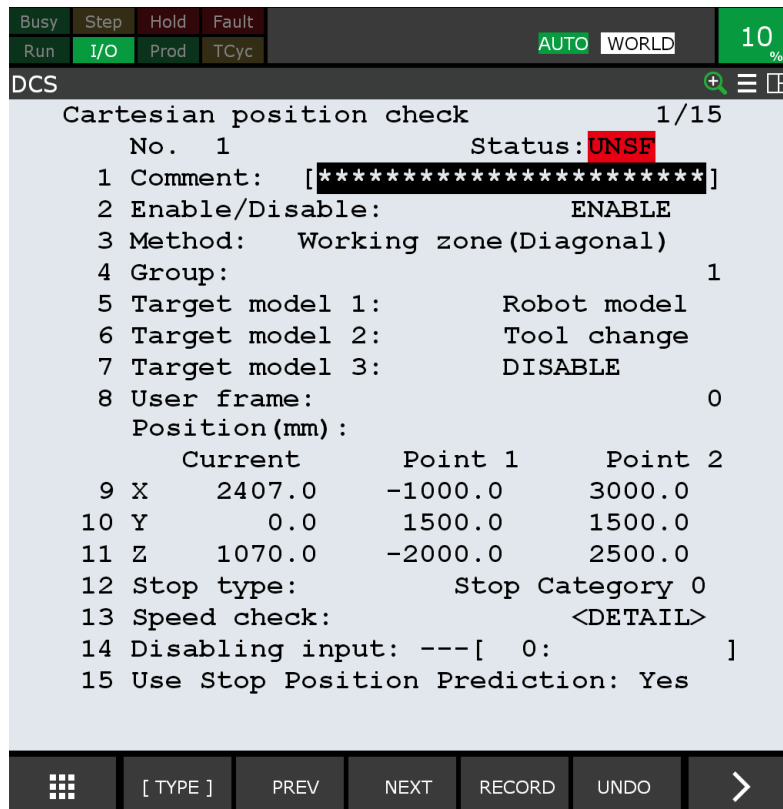 Busy Step Hold Fault
Run I/O Prod TCyc AUTO WORLD 10 %
DCS
Cartesian position check 1/15
No. 1 Status:UNSF
1 Comment: [***********************]
2 Enable/Disable: ENABLE
3 Method: Working zone(Diagonal)
4 Group: 1
5 Target model 1: Robot model
6 Target model 2: Tool change
7 Target model 3: DISABLE
8 User frame: 0
Position(mm):
Current Point 1 Point 2
9 X 2407.0 -1000.0 3000.0
10 Y 0.0 1500.0 1500.0
11 Z 1070.0 -2000.0 2500.0
12 Stop type: Stop Category 0
13 Speed check: <DETAIL>
14 Disabling input: ---[ 0: ]
15 Use Stop Position Prediction: Yes
[ TYPE ] PREV NEXT RECORD UNDO